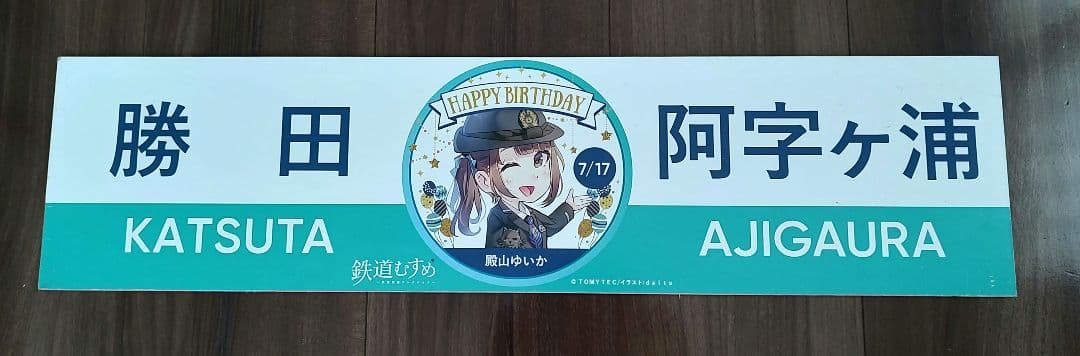 勝田
KATSUTA
鉄道むすめ
HAPPY BIRTHDAY
7/17
殿山ゆいか
阿字ヶ浦
AJIGAURA
©TOMYTEC/イラスト:daito